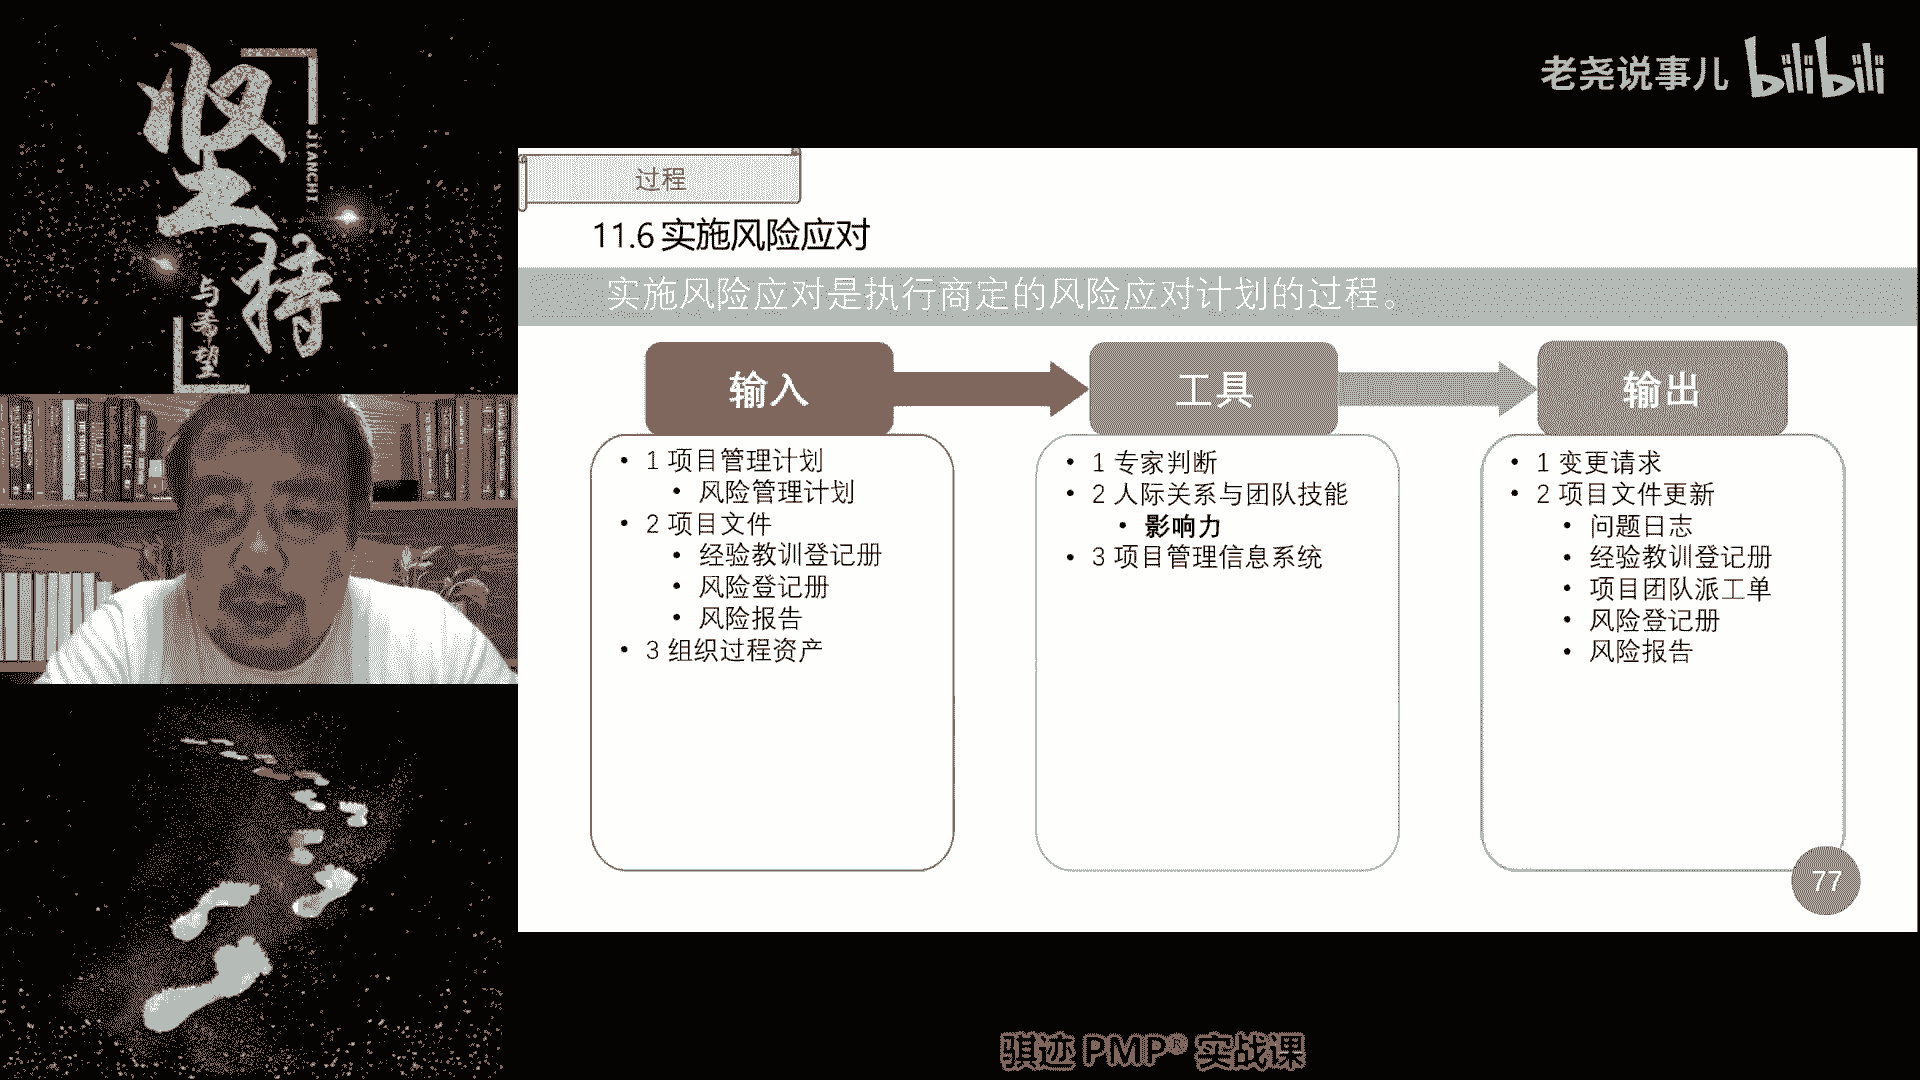 坚持
JIANCHI
与希望
老尧说事儿 bilibili
过程
11.6 实施风险应对
实施风险应对是执行商定的风险应对计划的过程。
输入
• 1 项目管理计划
• 风险管理计划
• 2 项目文件
• 经验教训登记册
• 风险登记册
• 风险报告
• 3 组织过程资产
工具
• 1 专家判断
• 2 人际关系与团队技能
• 影响力
• 3 项目管理信息系统
输出
• 1 变更请求
• 2 项目文件更新
• 问题日志
• 经验教训登记册
• 项目团队派工单
• 风险登记册
• 风险报告
77
骐迹 PMP® 实战课